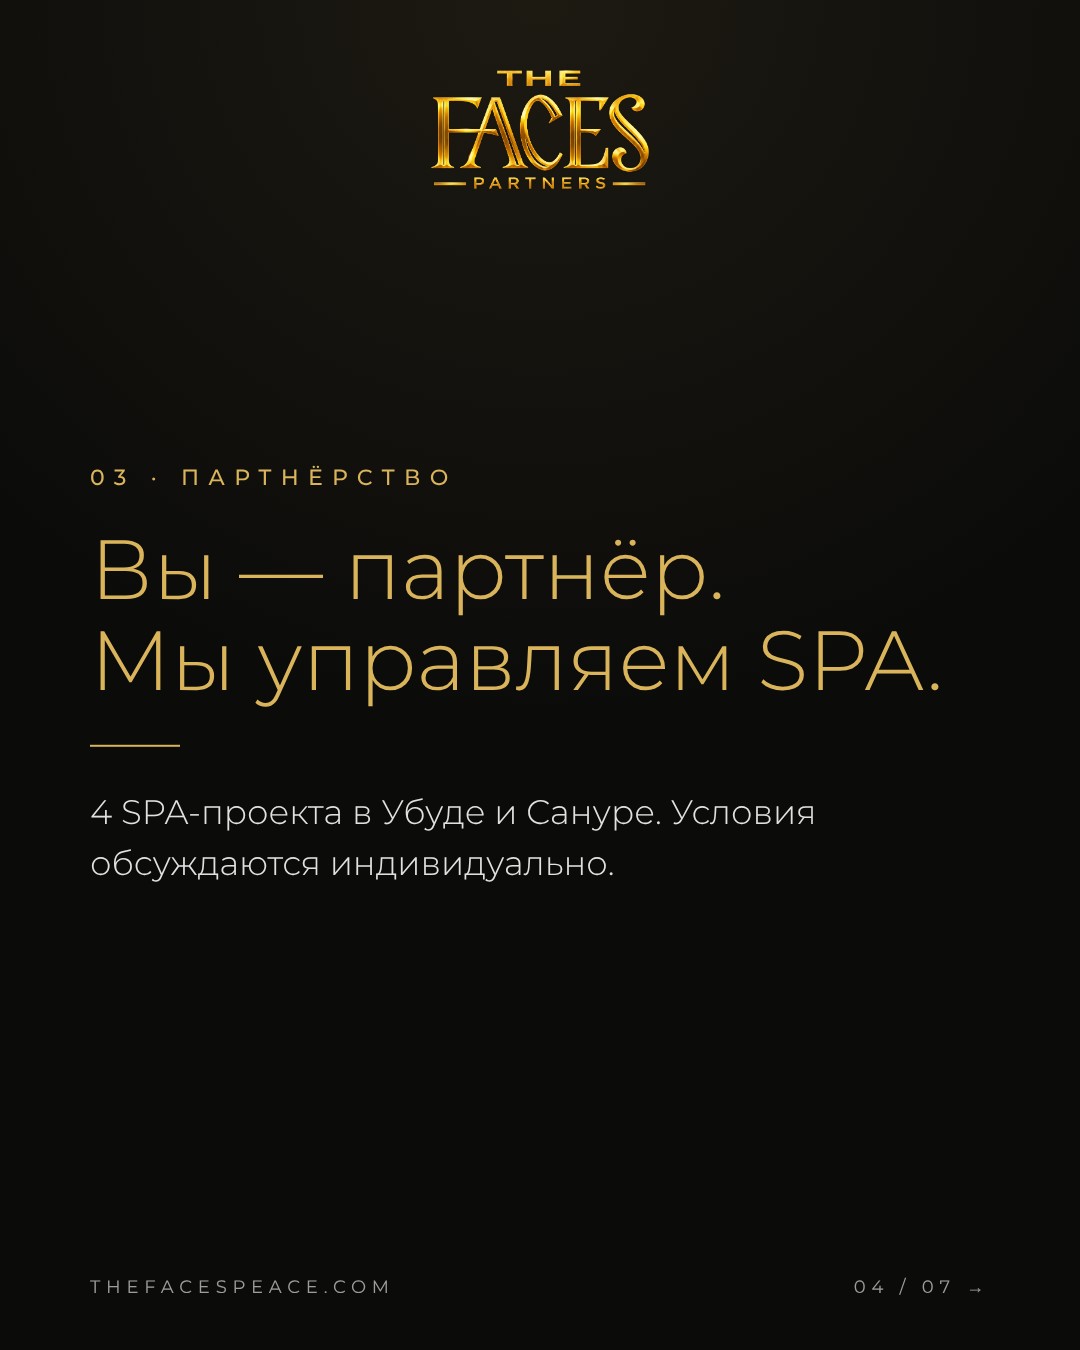 THE
FACES
PARTNERS
03 · ПАРТНЁРСТВО
Вы — партнёр.
Мы управляем SPA.
4 SPA-проекта в Убуде и Сануре. Условия
обсуждаются индивидуально.
THEFACESPEACE.COM
04 / 07 →